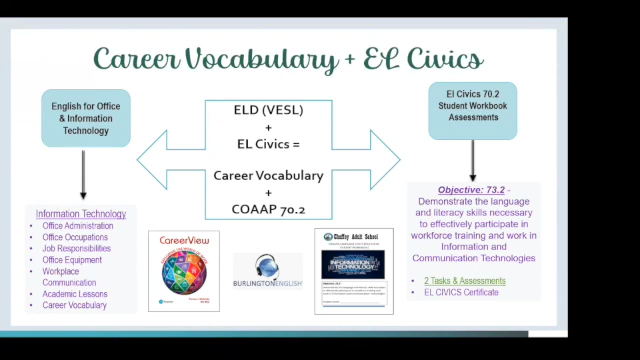 Career Vocabulary + EL Civics
English for Office
& Information
Technology
Information Technology
Office Administration
Office Occupations
Job Responsibilities
Office Equipment
Workplace
Communication
Academic Lessons
Career Vocabulary
ELD (VESL)
+
EL Civics =
Career Vocabulary
+
COAAP 70.2
CareerView
BURLINGTONENGLISH
Chaffey Adult School
INFORMATION
TECHNOLOGY
El Civics 70.2
Student Workbook
Assessments
Objective: 73.2 -
Demonstrate the language
and literacy skills necessary
to effectively participate in
workforce training and work in
Information and
Communication Technologies
2 Tasks & Assessments
EL CIVICS Certificate